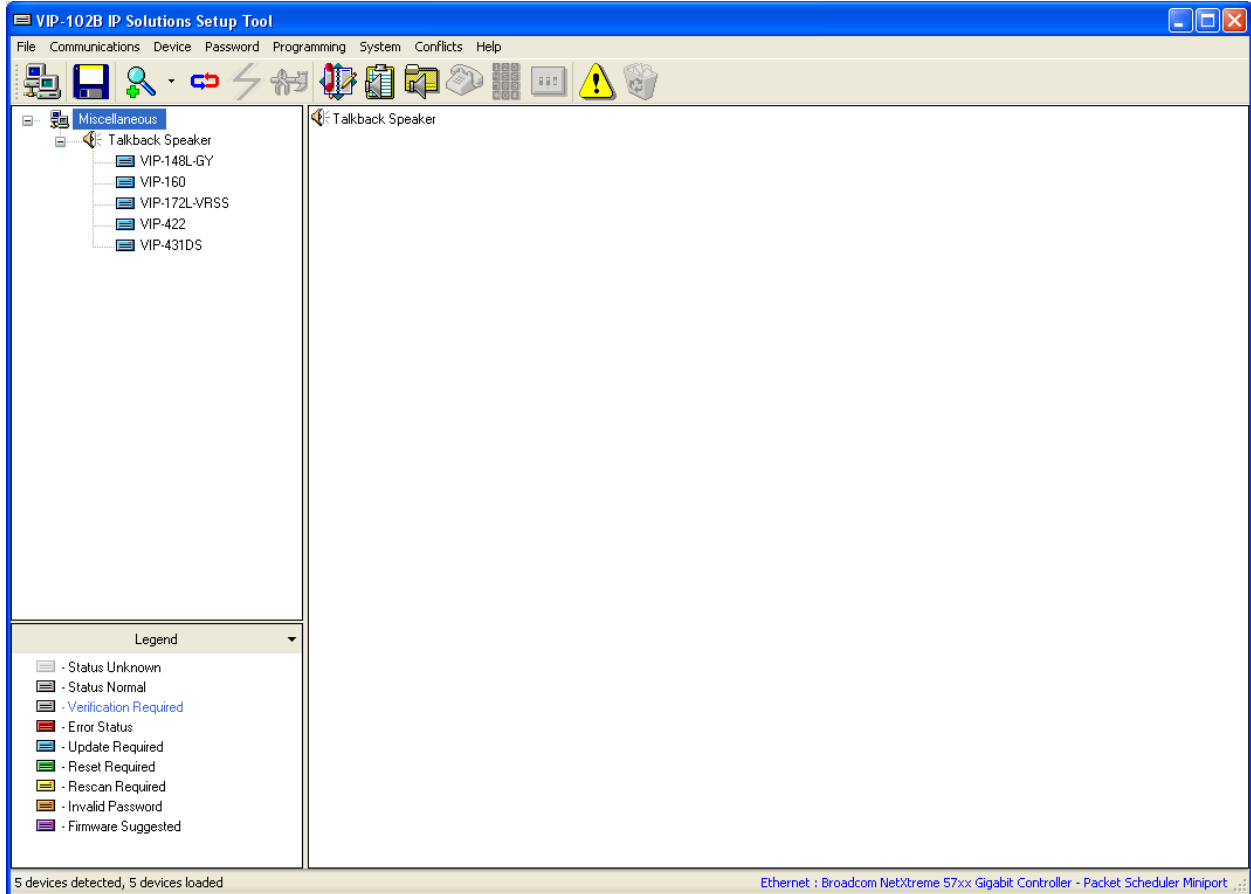 VIP-102B IP Solutions Setup Tool
File Communications Device Password Programming System Conflicts Help
Miscellaneous
Talkback Speaker
VIP-148L-GY
VIP-160
VIP-172L-VRSS
VIP-422
VIP-431DS
Talkback Speaker
Legend
- Status Unknown
- Status Normal
- Verification Required
- Error Status
- Update Required
- Reset Required
- Rescan Required
- Invalid Password
- Firmware Suggested
5 devices detected, 5 devices loaded
Ethernet : Broadcom NetXtreme 57xx Gigabit Controller - Packet Scheduler Miniport